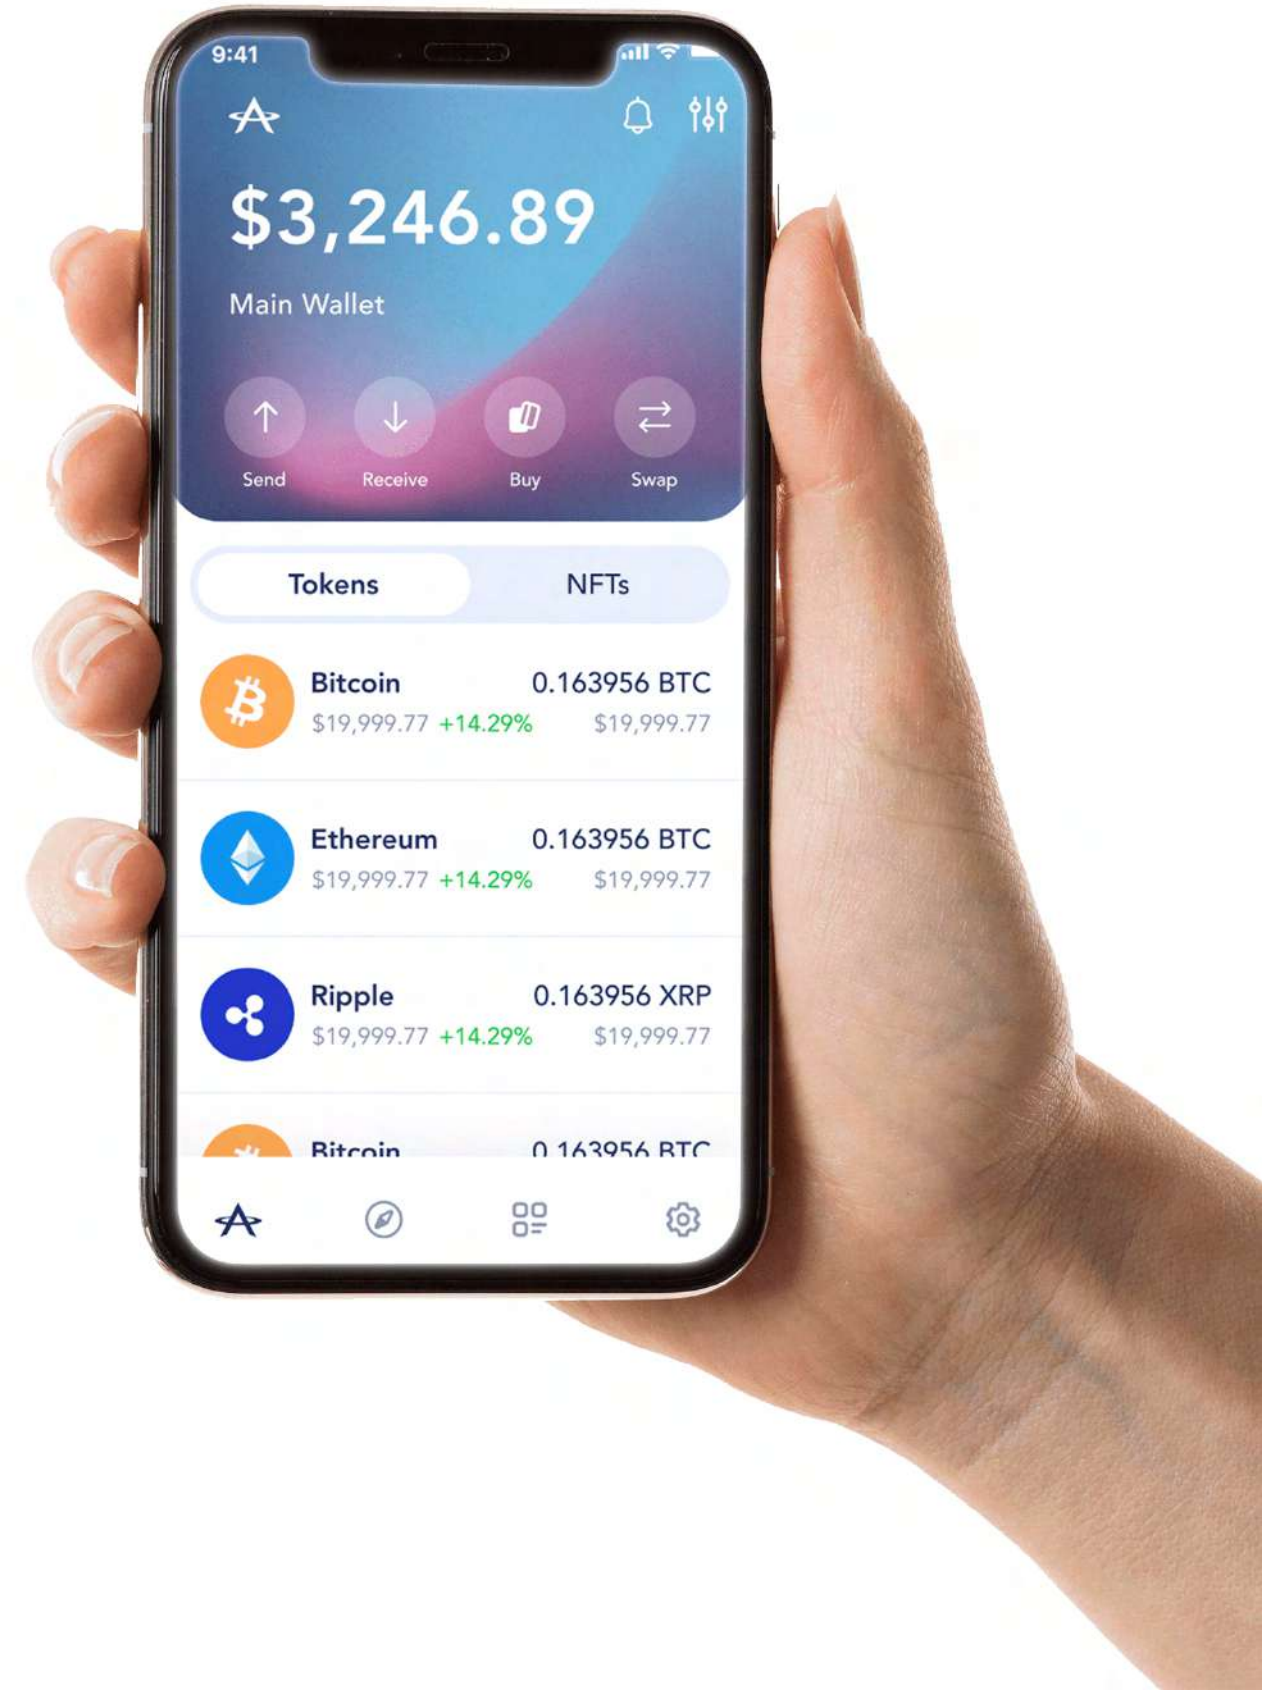 9:41
$3,246.89
Main Wallet
Send Receive Buy Swap
Tokens NFTs
Bitcoin 0.163956 BTC
$19,999.77 +14.29% $19,999.77
Ethereum 0.163956 BTC
$19,999.77 +14.29% $19,999.77
Ripple 0.163956 XRP
$19,999.77 +14.29% $19,999.77
Bitcoin 0.163956 BTC